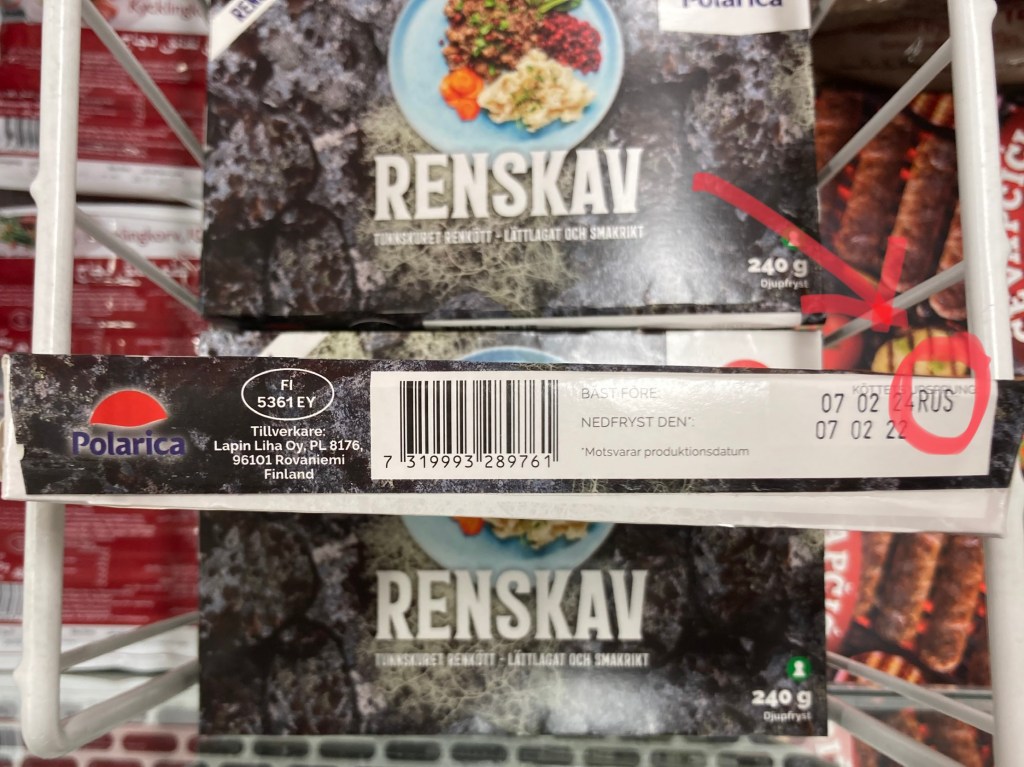 Polarica
RENSKAV
TUNNSKURET RENKÖTT - LÄTTLAGAT OCH SMAKRIKT
240 g
Djupfryst
FI
5361 EY
Polarica
Tillverkare:
Lapin Liha Oy, PL 8176,
96101 Rovaniemi
Finland
7 319993 289761
BÄST FÖRE:
NEDFRYST DEN*:
*Motsvarar produktionsdatum
07 02 24 RUS
07 02 22
RENSKAV
TUNNSKURET RENKÖTT - LÄTTLAGAT OCH SMAKRIKT
240 g
Djupfryst